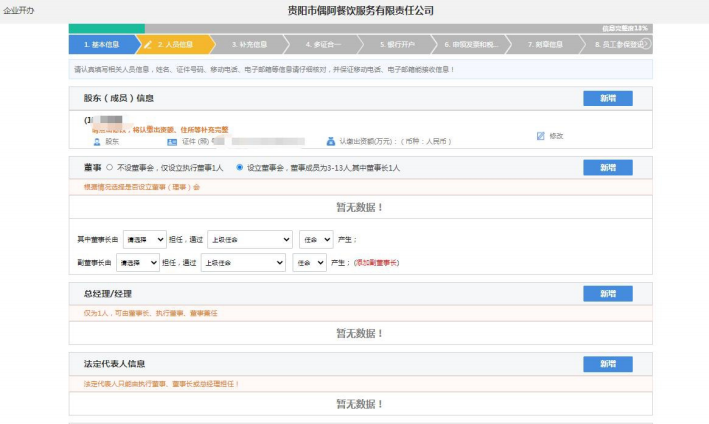 企业开办
贵阳市偶阿餐饮服务有限责任公司
信息完整度18%
1. 基本信息
2. 人员信息
3. 补充信息
4. 多证合一
5. 银行开户
6. 申领发票和税...
7. 刻章信息
8. 员工参保登记
请认真填写相关人员信息，姓名、证件号码、移动电话、电子邮箱等信息请仔细核对，并保证移动电话、电子邮箱能接收信息！
股东（成员）信息
新增
将认缴出资额、住所等补充完整
股东
证件 (照) 号
认缴出资额(万元)：( 币种：人民币 )
修改
董事 不设董事会，仅设立执行董事1人 设立董事会，董事成员为3-13人,其中董事长1人
新增
根据情况选择是否设立董事（理事）会
暂无数据！
其中董事长由 请选择 担任，通过 上级任命 任命 产生；
副董事长由 请选择 担任，通过 上级任命 任命 产生；(添加副董事长)
总经理/经理
新增
仅为1人，可由董事长、执行董事、董事兼任
暂无数据！
法定代表人信息
新增
法定代表人只能由执行董事、董事长或总经理担任！
暂无数据！